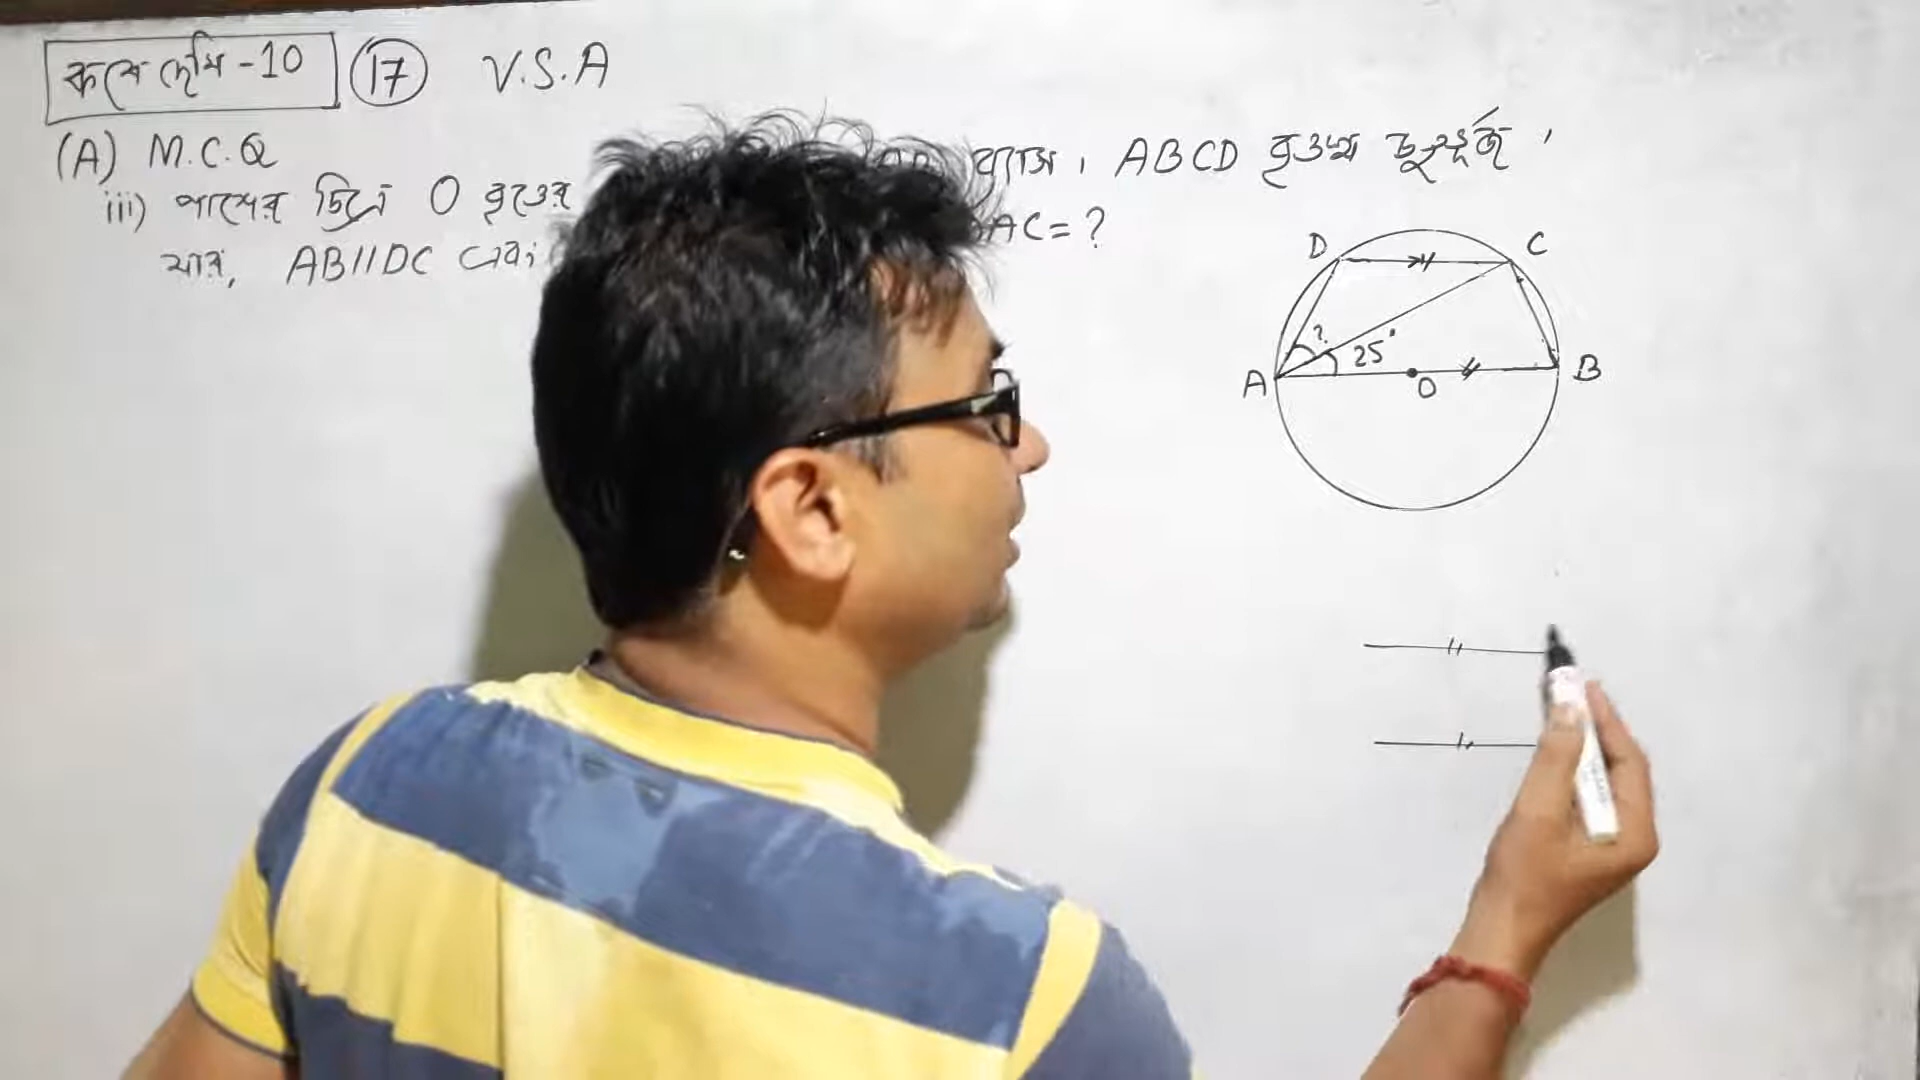 কষে দেখি - 10 17 V.S.A
(A) M.C.Q
iii) পাশের চিত্রে O বৃত্তের ব্যাস। ABCD বৃত্তস্থ চতুর্ভুজ,
যার, AB||DC এবং AC = ?
D C
? 25°
A O B